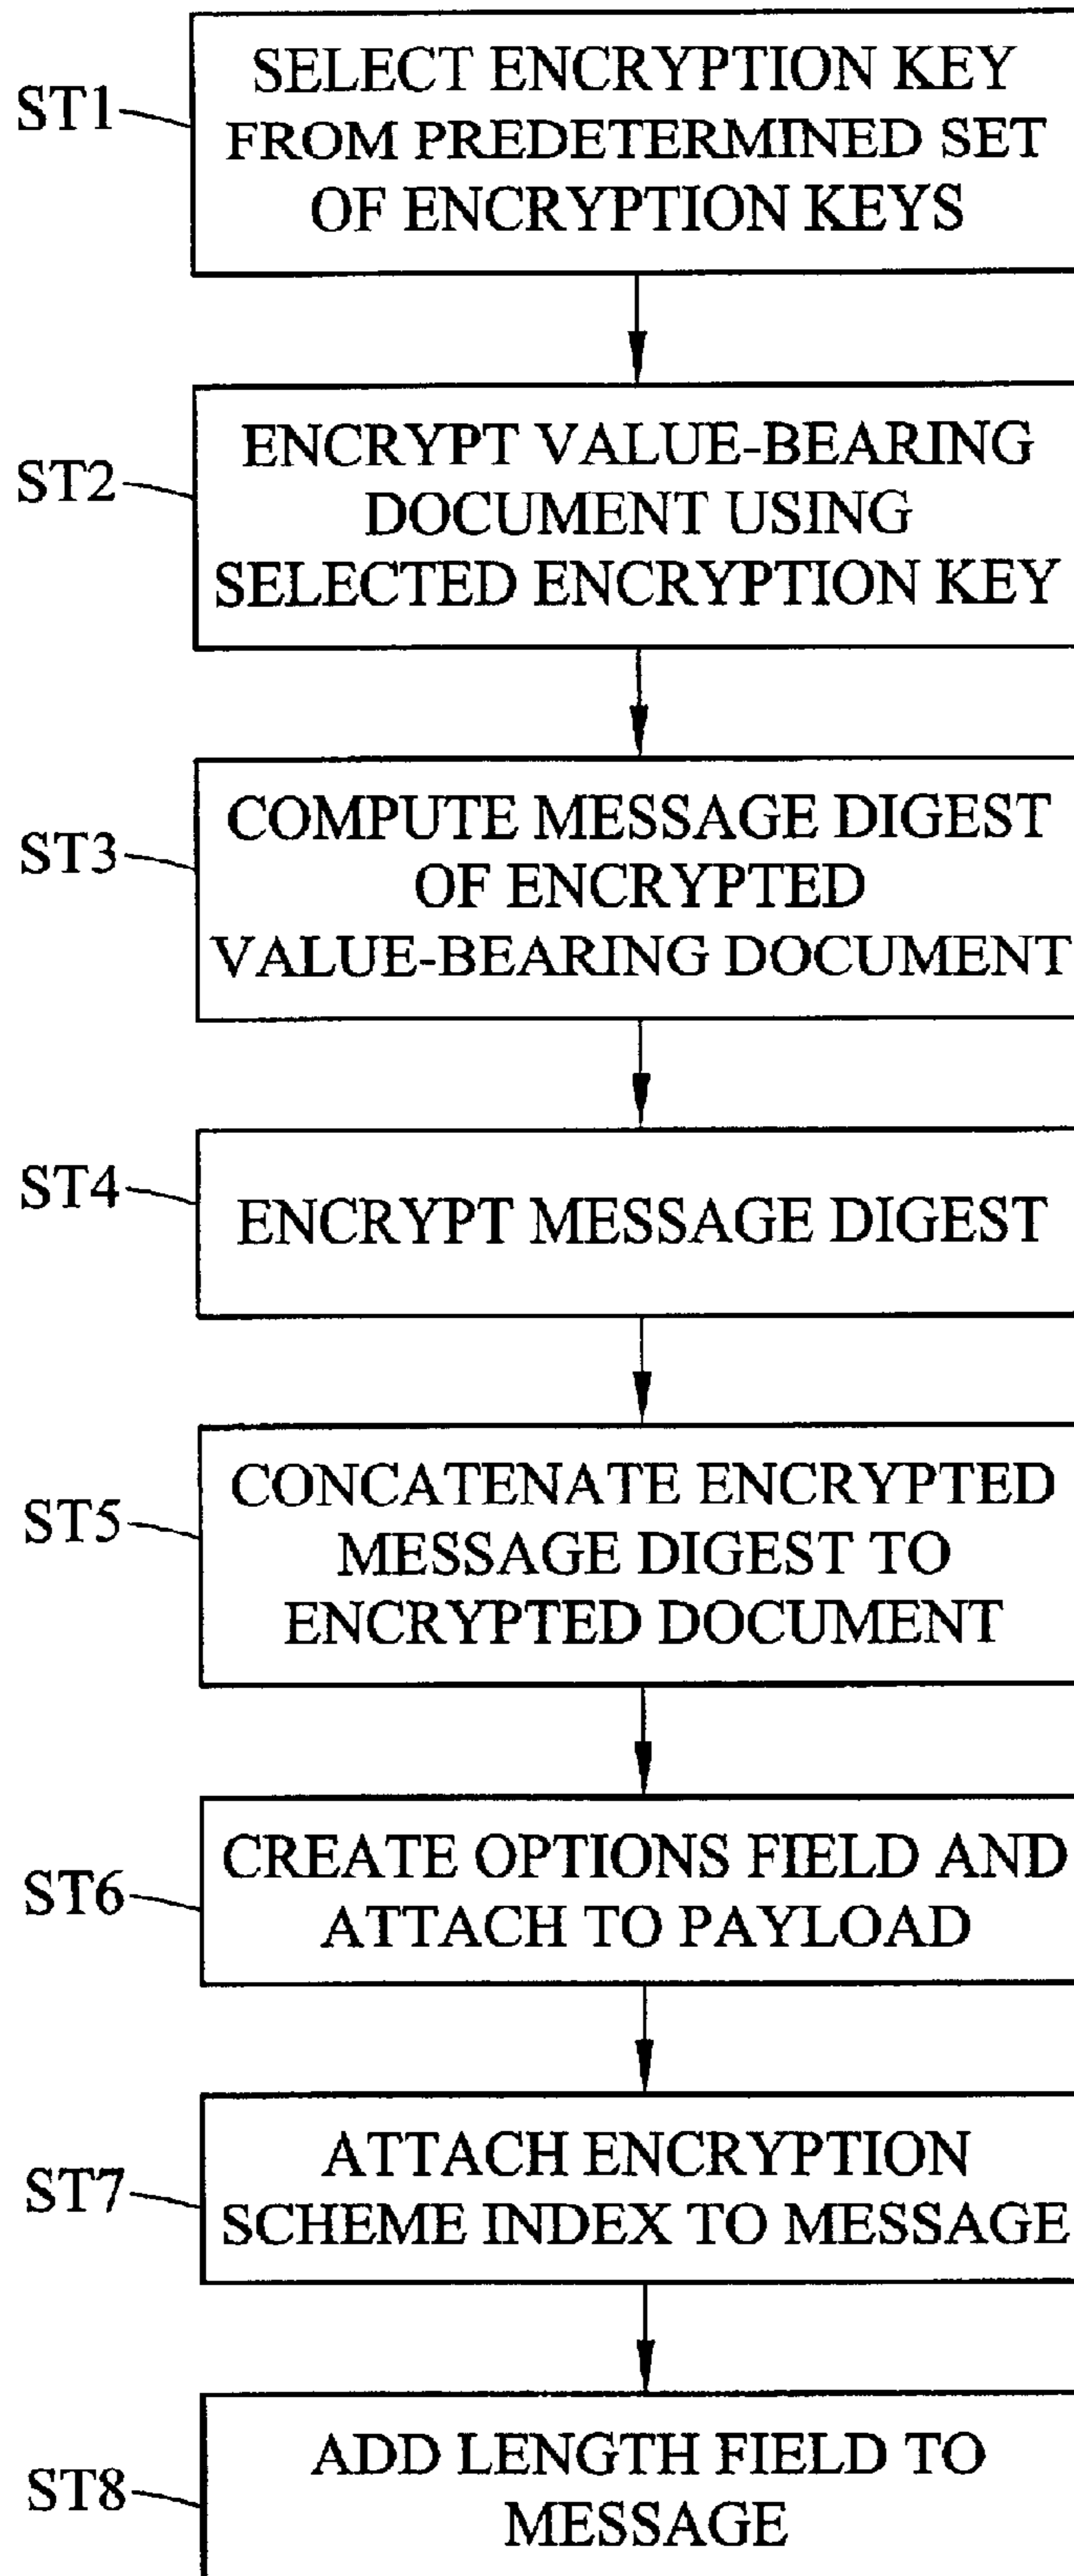 ST1
SELECT ENCRYPTION KEY
FROM PREDETERMINED SET
OF ENCRYPTION KEYS
ST2
ENCRYPT VALUE-BEARING
DOCUMENT USING
SELECTED ENCRYPTION KEY
ST3
COMPUTE MESSAGE DIGEST
OF ENCRYPTED
VALUE-BEARING DOCUMENT
ST4
ENCRYPT MESSAGE DIGEST
ST5
CONCATENATE ENCRYPTED
MESSAGE DIGEST TO
ENCRYPTED DOCUMENT
ST6
CREATE OPTIONS FIELD AND
ATTACH TO PAYLOAD
ST7
ATTACH ENCRYPTION
SCHEME INDEX TO MESSAGE
ST8
ADD LENGTH FIELD TO
MESSAGE